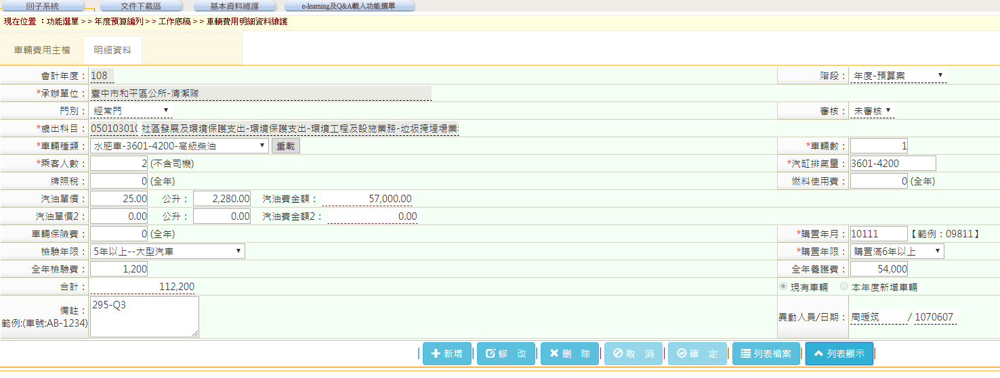 回子系統 文件下載區 基本資料維護 e-learning及Q&A載入功能選單
現在位置 ：功能選單>>年度預算編列>>工作底稿>>車輛費用明細資料維護
車輛費用主檔 明細資料
會計年度： 108 階段： 年度-預算案
*承辦單位： 臺中市和平區公所-清潔隊
門別： 經常門 審核： 未審核
*歲出科目： 050103010 社區發展及環境保護支出-環境保護支出-環境工程及設施業務-垃圾掩埋場業
*車輛種類： 水肥車-3601-4200-高級柴油 重載 *車輛數： 1
*乘客人數： 2 (不含司機) *汽缸排氣量： 3601-4200
牌照稅： 0 (全年) 燃料使用費： 0 (全年)
汽油單價： 25.00 公升： 2,280.00 汽油費金額： 57,000.00
汽油單價2： 0.00 公升： 0.00 汽油費金額2： 0.00
車輛保險費： 0 (全年) *購置年月： 10111 【範例：09811】
檢驗年限： 5年以上--大型汽車 *購置年限： 購置滿6年以上
全年檢驗費： 1,200 全年養護費： 54,000
合計： 112,200 現有車輛 本年度新增車輛
備註： 295-Q3
範例:(車號:AB-1234) 異動人員/日期： 周暖筑 / 1070607
新增 修 改 刪 除 取 消 確 定 列表檔案 列表顯示